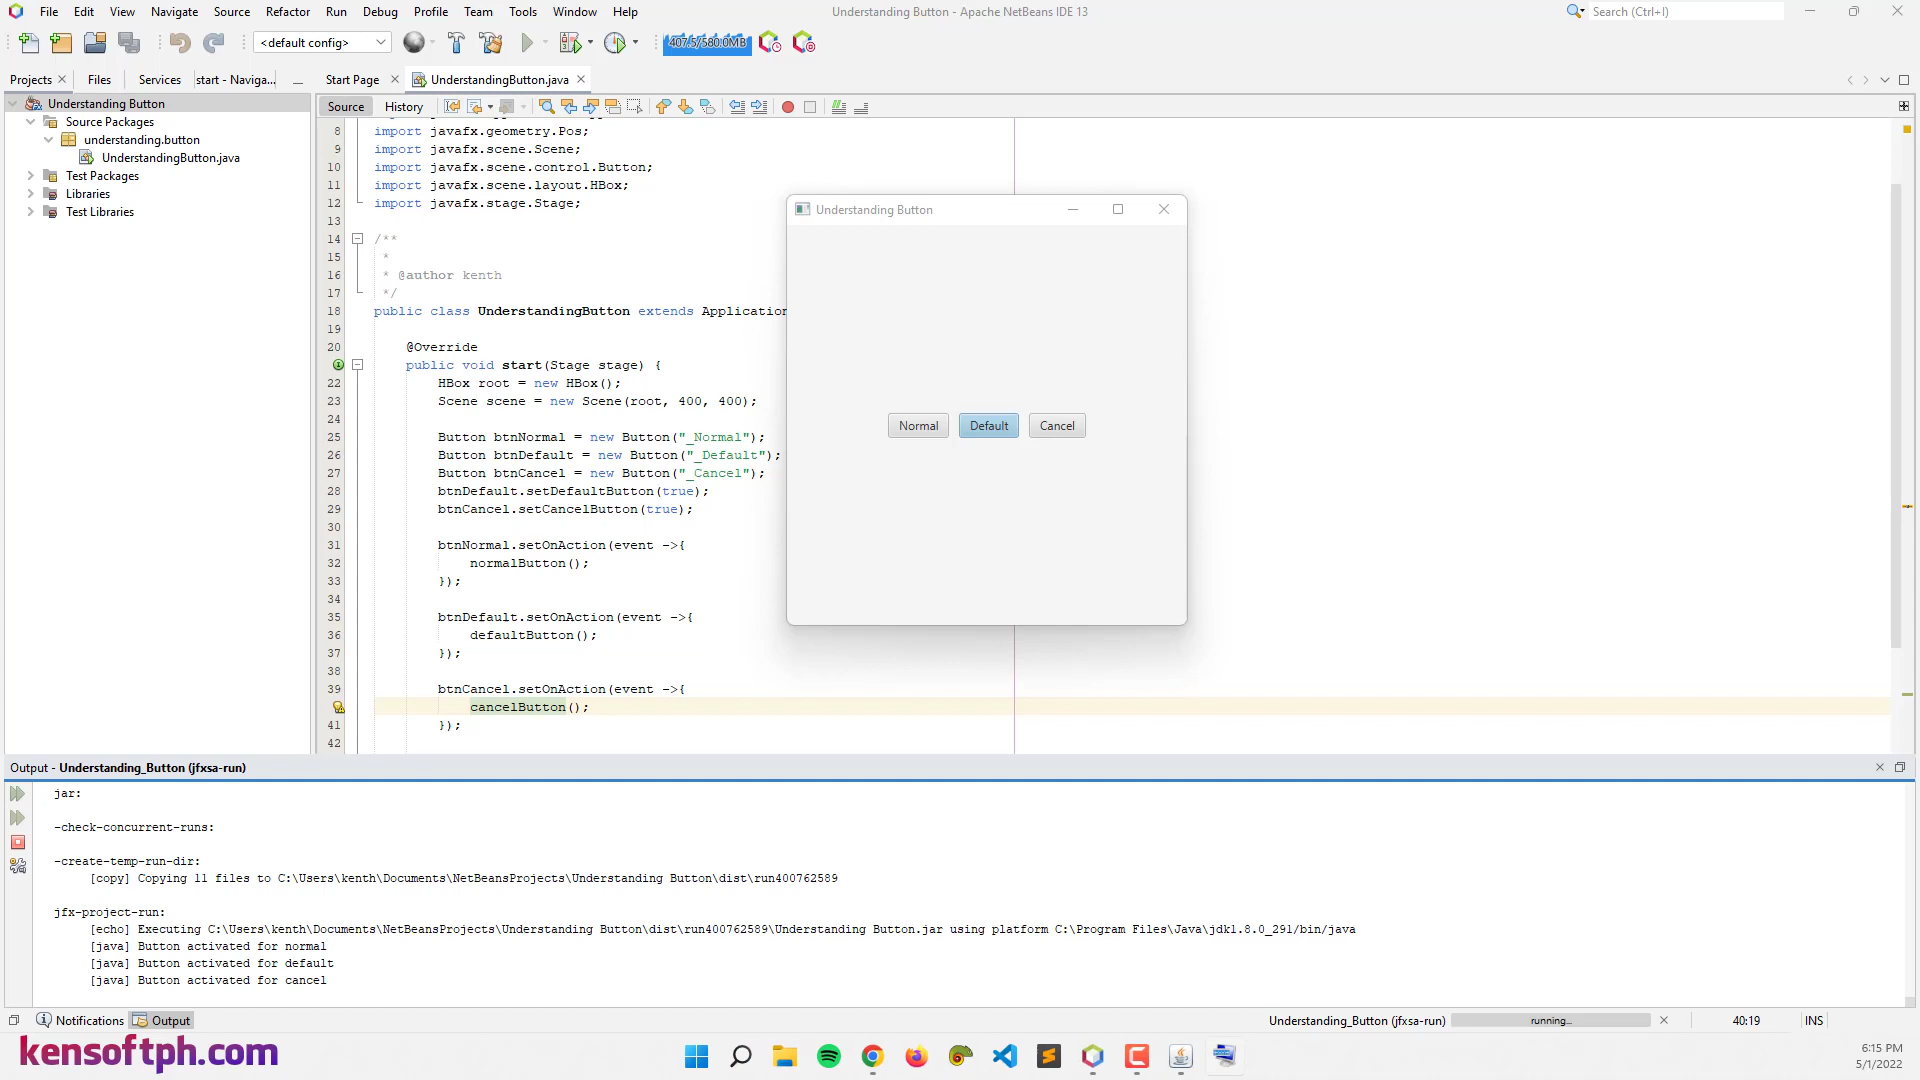 File Edit View Navigate Source Refactor Run Debug Profile Team Tools Window Help
Understanding Button - Apache NetBeans IDE 13
Search (Ctrl+I)
<default config>
407.5/580.0MB
Projects Files Services start - Naviga...
Start Page UnderstandingButton.java
Understanding Button
Source Packages
understanding.button
UnderstandingButton.java
Test Packages
Libraries
Test Libraries
Source History
8 import javafx.geometry.Pos;
9 import javafx.scene.Scene;
10 import javafx.scene.control.Button;
11 import javafx.scene.layout.HBox;
12 import javafx.stage.Stage;
13
14 /**
15 *
16 * @author kenth
17 */
18 public class UnderstandingButton extends Application
19
20 @Override
public void start(Stage stage) {
22 HBox root = new HBox();
23 Scene scene = new Scene(root, 400, 400);
24
25 Button btnNormal = new Button("_Normal");
26 Button btnDefault = new Button("_Default");
27 Button btnCancel = new Button("_Cancel");
28 btnDefault.setDefaultButton(true);
29 btnCancel.setCancelButton(true);
30
31 btnNormal.setOnAction(event ->{
32 normalButton();
33 });
34
35 btnDefault.setOnAction(event ->{
36 defaultButton();
37 });
38
39 btnCancel.setOnAction(event ->{
cancelButton();
41 });
42
Understanding Button
Normal Default Cancel
Output - Understanding_Button (jfxsa-run)
jar:
-check-concurrent-runs:
-create-temp-run-dir:
[copy] Copying 11 files to C:\Users\kenth\Documents\NetBeansProjects\Understanding Button\dist\run400762589
jfx-project-run:
[echo] Executing C:\Users\kenth\Documents\NetBeansProjects\Understanding Button\dist\run400762589\Understanding Button.jar using platform C:\Program Files\Java\jdk1.8.0_291/bin/java
[java] Button activated for normal
[java] Button activated for default
[java] Button activated for cancel
Notifications Output
Understanding_Button (jfxsa-run) running... 40:19 INS
kensoftph.com
6:15 PM
5/1/2022